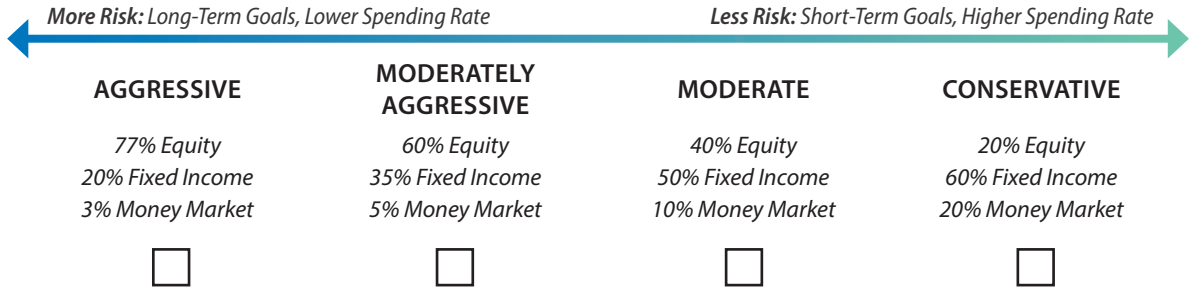 More Risk: Long-Term Goals, Lower Spending Rate
Less Risk: Short-Term Goals, Higher Spending Rate
AGGRESSIVE
77% Equity
20% Fixed Income
3% Money Market
MODERATELY
AGGRESSIVE
60% Equity
35% Fixed Income
5% Money Market
MODERATE
40% Equity
50% Fixed Income
10% Money Market
CONSERVATIVE
20% Equity
60% Fixed Income
20% Money Market